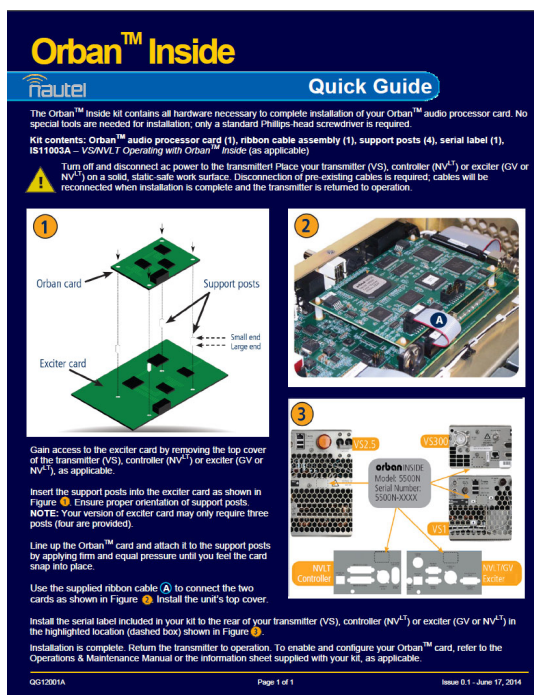 Orban™ Inside
nautel
Quick Guide
The Orban™ Inside kit contains all hardware necessary to complete installation of your Orban™ audio processor card. No
special tools are needed for installation; only a standard Phillips-head screwdriver is required.
Kit contents: Orban™ audio processor card (1), ribbon cable assembly (1), support posts (4), serial label (1),
IS11003A – VS/NVLT Operating with Orban™ Inside (as applicable)
Turn off and disconnect ac power to the transmitter! Place your transmitter (VS), controller (NVLT) or exciter (GV or
NVLT) on a solid, static-safe work surface. Disconnection of pre-existing cables is required; cables will be
reconnected when installation is complete and the transmitter is returned to operation.
1
Orban card
Support posts
Small end
Large end
Exciter card
2
A
3
VS2.5
VS300
orban INSIDE
Model: 5500N
Serial Number:
5500N-XXXX
VS1
NVLT
Controller
NVLT/GV
Exciter
Gain access to the exciter card by removing the top cover
of the transmitter (VS), controller (NVLT) or exciter (GV or
NVLT), as applicable.
Insert the support posts into the exciter card as shown in
Figure 1. Ensure proper orientation of support posts.
NOTE: Your version of exciter card may only require three
posts (four are provided).
Line up the Orban™ card and attach it to the support posts
by applying firm and equal pressure until you feel the card
snap into place.
Use the supplied ribbon cable A to connect the two
cards as shown in Figure 2. Install the unit's top cover.
Install the serial label included in your kit to the rear of your transmitter (VS), controller (NVLT) or exciter (GV or NVLT) in
the highlighted location (dashed box) shown in Figure 3.
Installation is complete. Return the transmitter to operation. To enable and configure your Orban™ card, refer to the
Operations & Maintenance Manual or the information sheet supplied with your kit, as applicable.
QG12001A
Page 1 of 1
Issue 0.1 - June 17, 2014